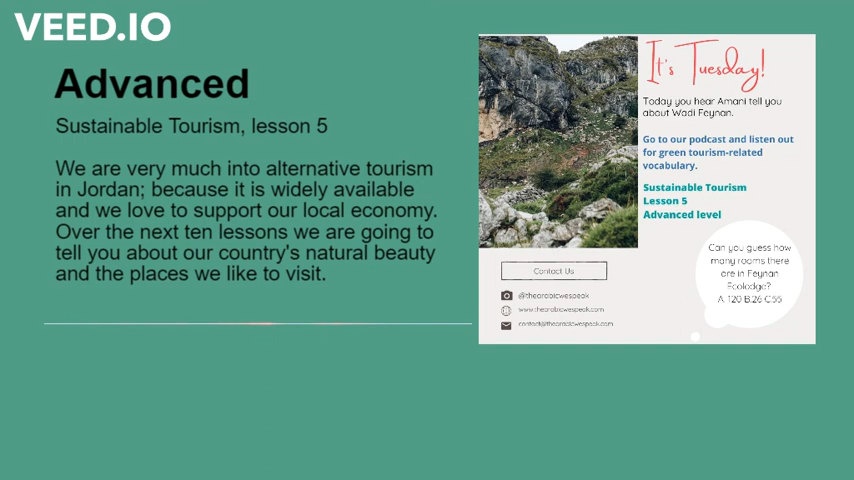 VEED.IO
Advanced
Sustainable Tourism, lesson 5
We are very much into alternative tourism
in Jordan; because it is widely available
and we love to support our local economy.
Over the next ten lessons we are going to
tell you about our country's natural beauty
and the places we like to visit.
It's Tuesday!
Today you hear Amani tell you
about Wadi Feynan.
Go to our podcast and listen out
for green tourism-related
vocabulary.
Sustainable Tourism
Lesson 5
Advanced level
Can you guess how
many rooms there
are in Feynan
Ecolodge?
A. 120 B.26 C.55
Contact Us
@thearabicwespeak
www.thearabicwespeak.com
contact@thearabicwespeak.com